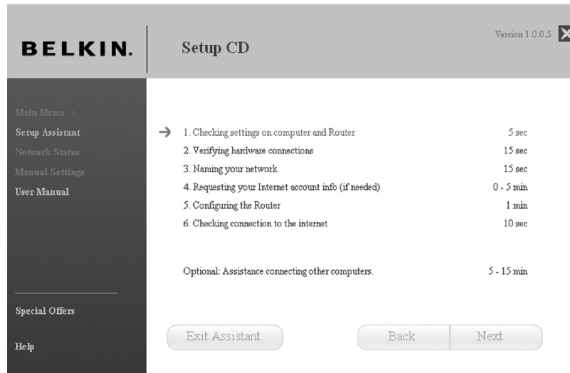 BELKIN.
Setup CD
Version 1.0.0.5
Main Menu >
Setup Assistant
Network Status
Manual Settings
User Manual
Special Offers
Help
1. Checking settings on computer and Router 5 sec
2. Verifying hardware connections 15 sec
3. Naming your network 15 sec
4. Requesting your Internet account info (if needed) 0 - 5 min
5. Configuring the Router 1 min
6. Checking connection to the internet 10 sec
Optional: Assistance connecting other computers. 5 - 15 min
Exit Assistant
Back
Next